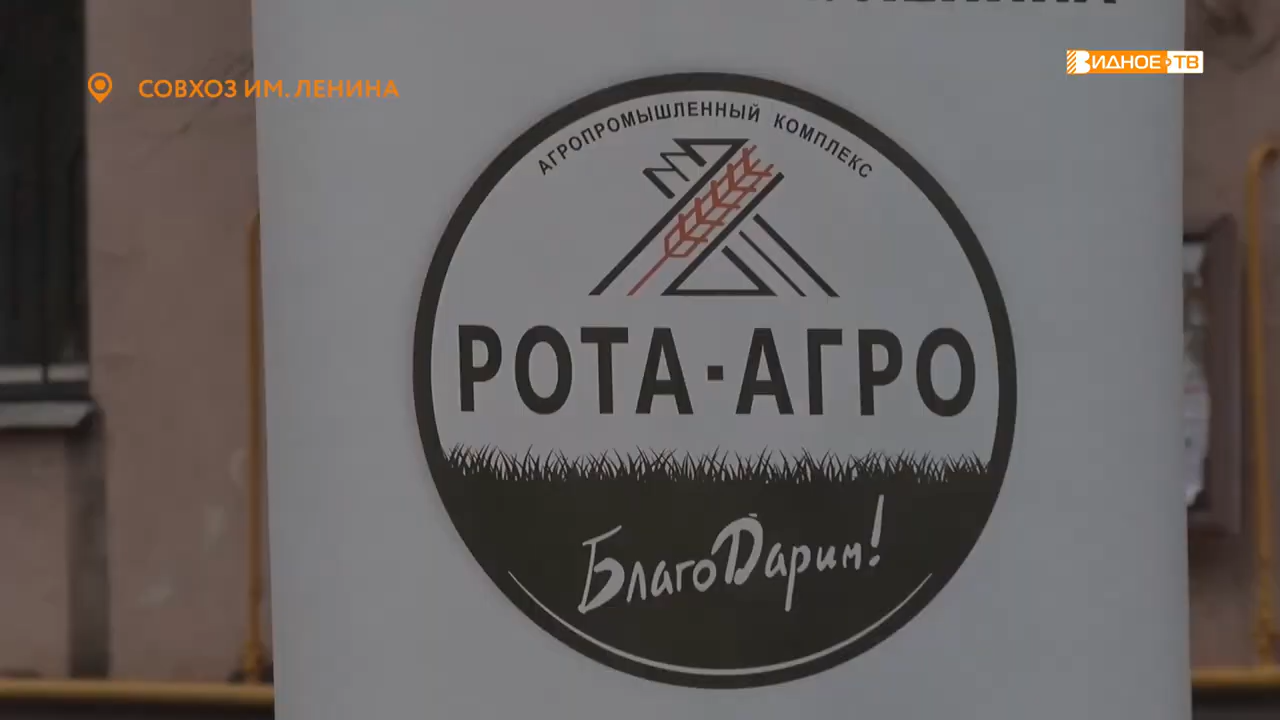 СОВХОЗ ИМ. ЛЕНИНА
ВИДНОЕ ТВ
АГРОПРОМЫШЛЕННЫЙ КОМПЛЕКС
РОТА-АГРО
БлагоДарим!